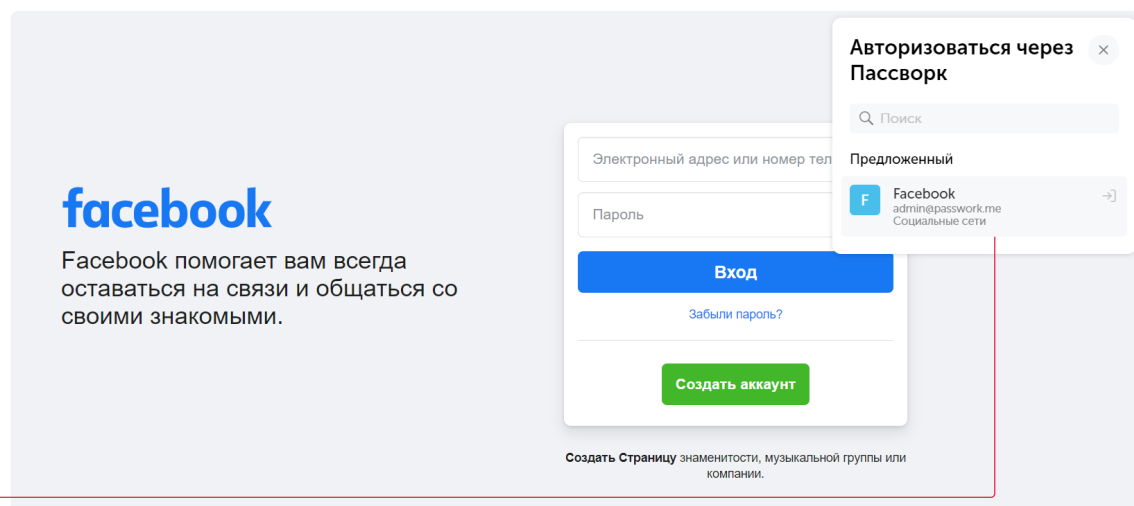 facebook
Facebook помогает вам всегда
оставаться на связи и общаться со
своими знакомыми.
Электронный адрес или номер тел
Пароль
Вход
Забыли пароль?
Создать аккаунт
Создать Страницу знаменитости, музыкальной группы или
компании.
Авторизоваться через
Пассворк
Поиск
Предложенный
F
Facebook
admin@passwork.me
Социальные сети